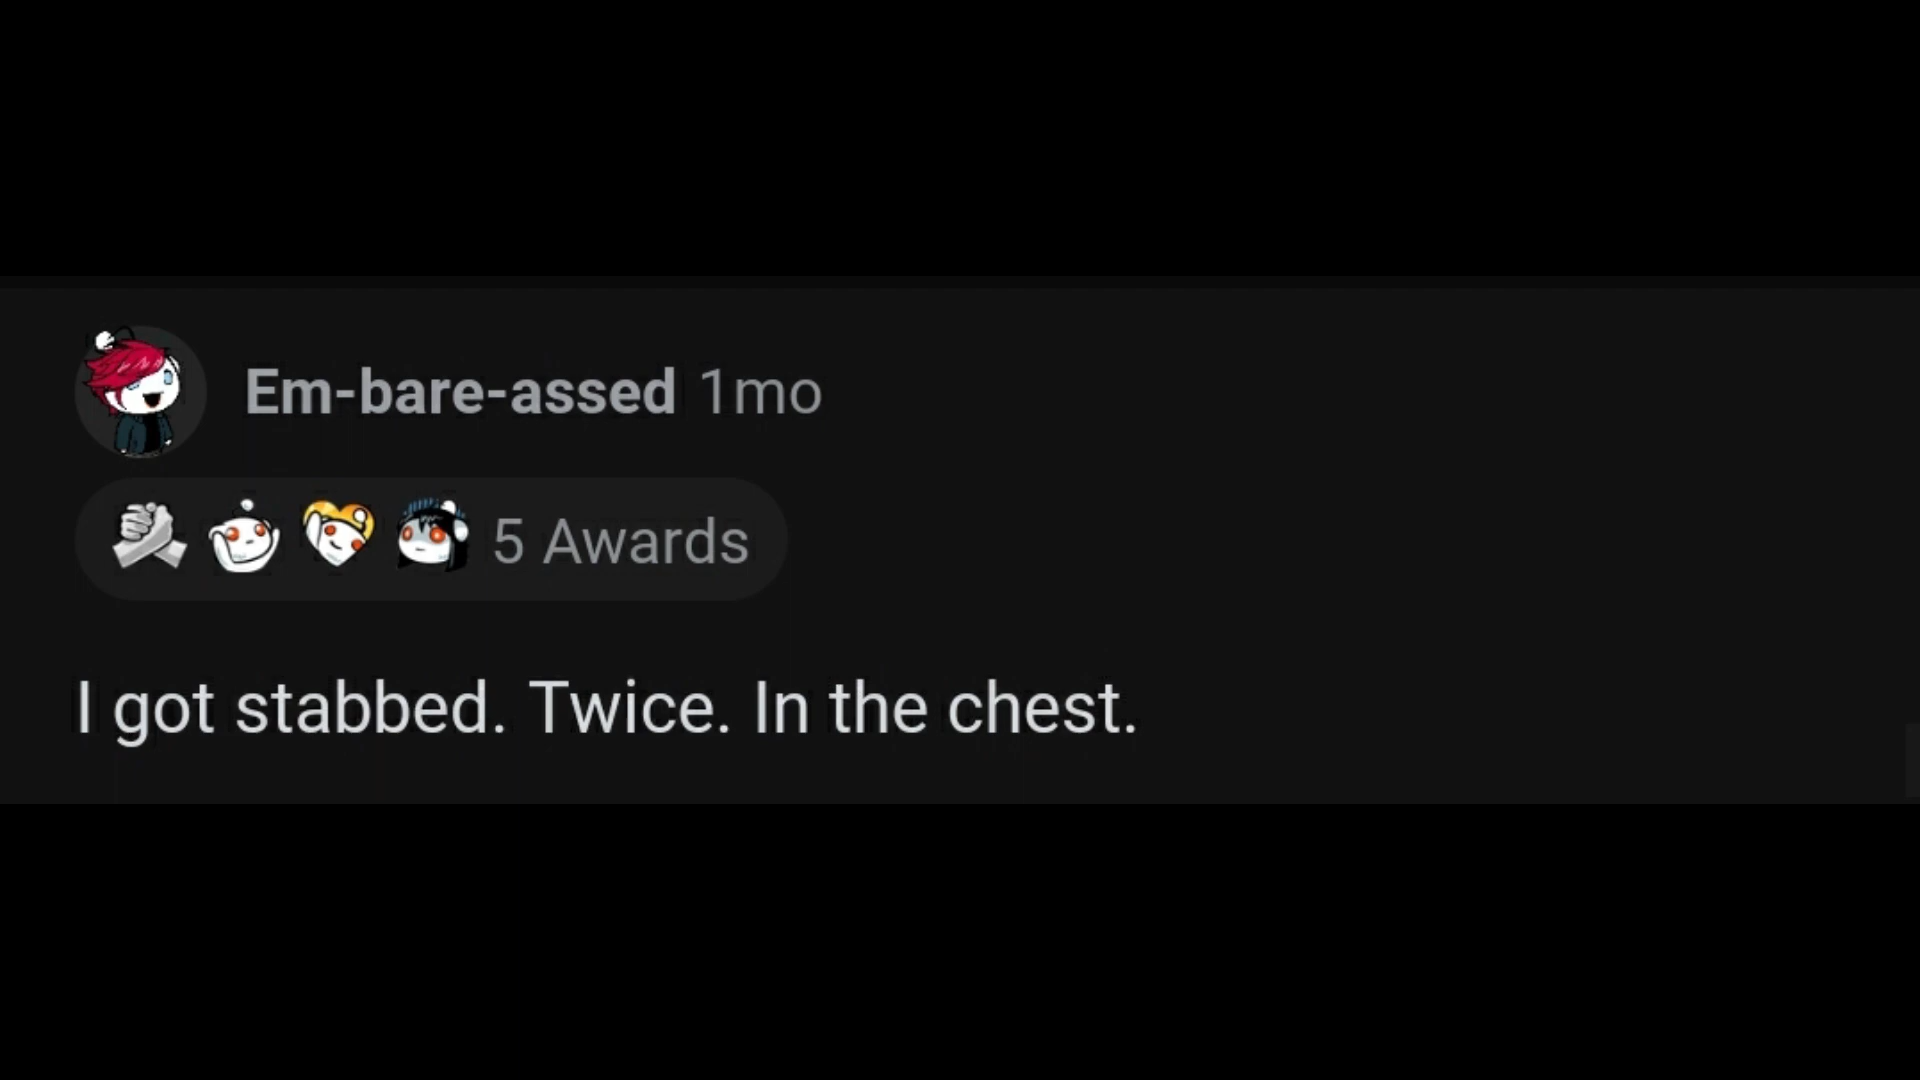 Em-bare-assed 1mo
5 Awards
I got stabbed. Twice. In the chest.